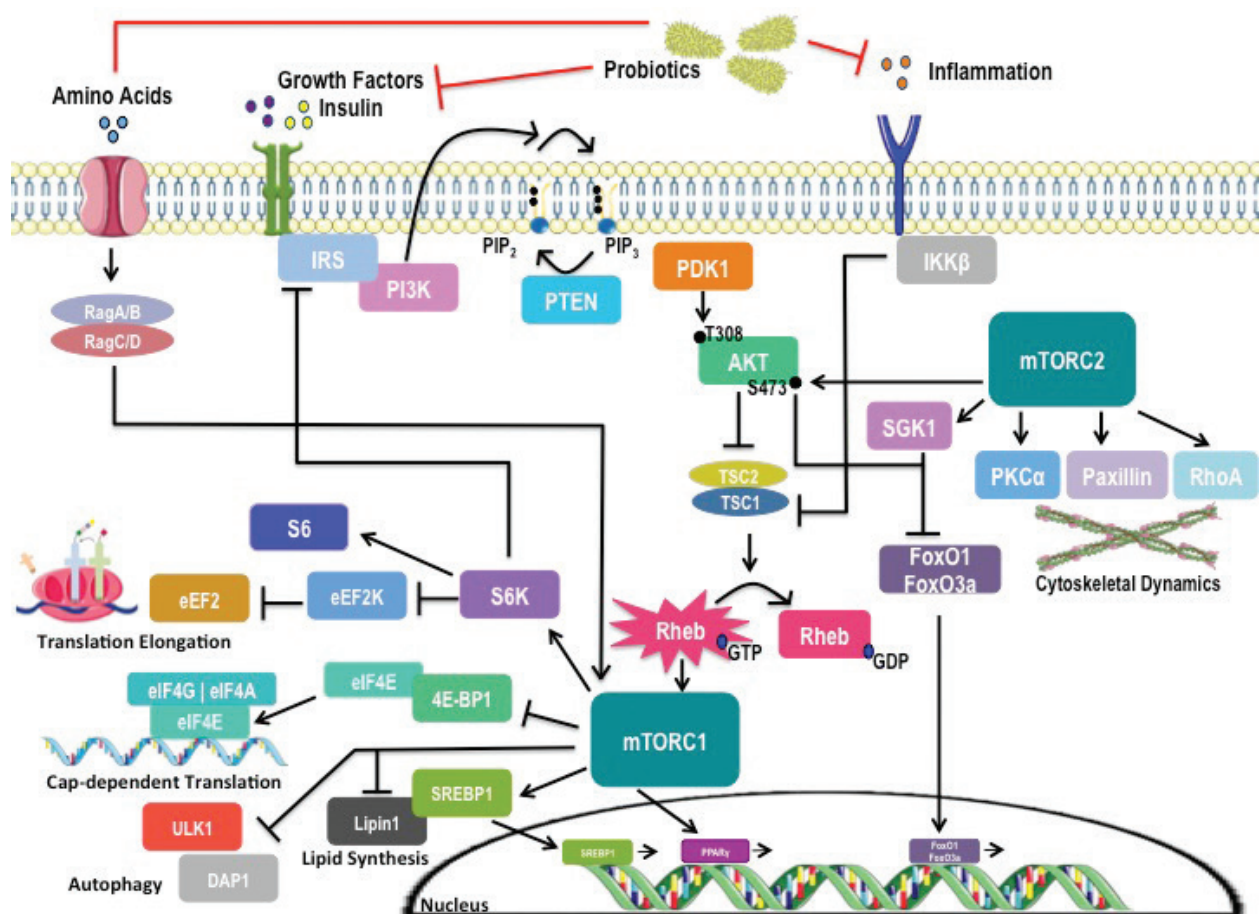 Probiotics
Inflammation
Growth Factors
Insulin
Amino Acids
PIP2
PIP3
IRS
PI3K
PTEN
PDK1
IKKβ
RagA/B
RagC/D
T308
AKT
S473
mTORC2
SGK1
PKCα
Paxillin
RhoA
TSC2
TSC1
S6
FoxO1
FoxO3a
Cytoskeletal Dynamics
eEF2
eEF2K
S6K
Translation Elongation
Rheb
GTP
Rheb
GDP
eIF4G | eIF4A
eIF4E
eIF4E
4E-BP1
mTORC1
Cap-dependent Translation
SREBP1
ULK1
Lipin1
Lipid Synthesis
DAP1
Autophagy
SREBP1
PPARγ
FoxO1
FoxO3a
Nucleus